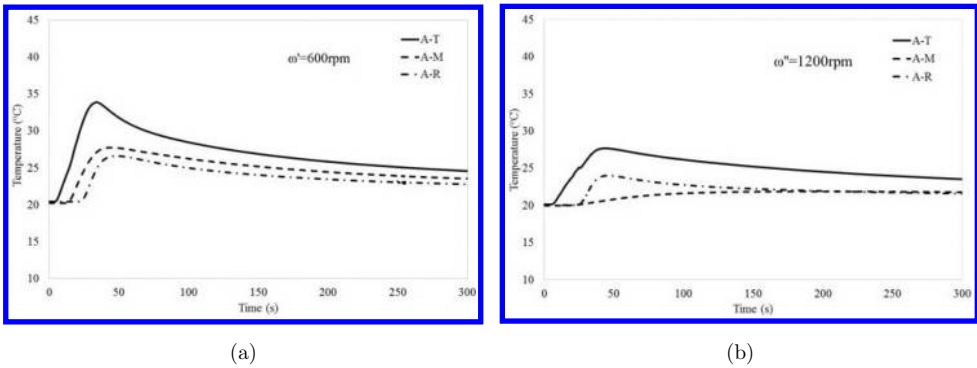 45
40
35
30
25
20
15
10
Temperature (°C)
ω'=600rpm
A-T
A-M
A-R
0 50 100 150 200 250 300
Time (s)
(a)
45
40
35
30
25
20
15
10
Temperature (°C)
ω"=1200rpm
A-T
A-M
A-R
0 50 100 150 200 250 300
Time (s)
(b)